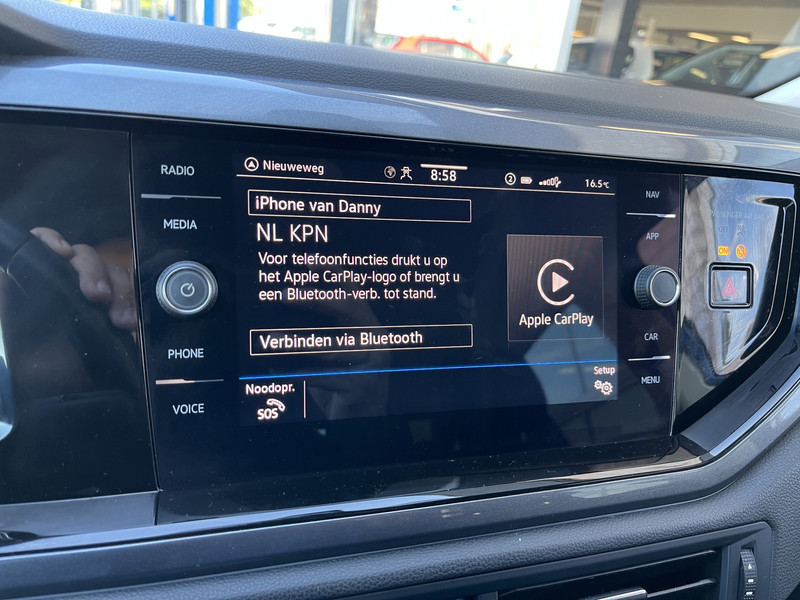 RADIO
MEDIA
PHONE
VOICE
Nieuweweg
8:58
2
16.5°C
iPhone van Danny
NL KPN
Voor telefoonfuncties drukt u op
het Apple CarPlay-logo of brengt u
een Bluetooth-verb. tot stand.
Apple CarPlay
Verbinden via Bluetooth
Noodopr.
SOS
Setup
NAV
APP
CAR
MENU
ON